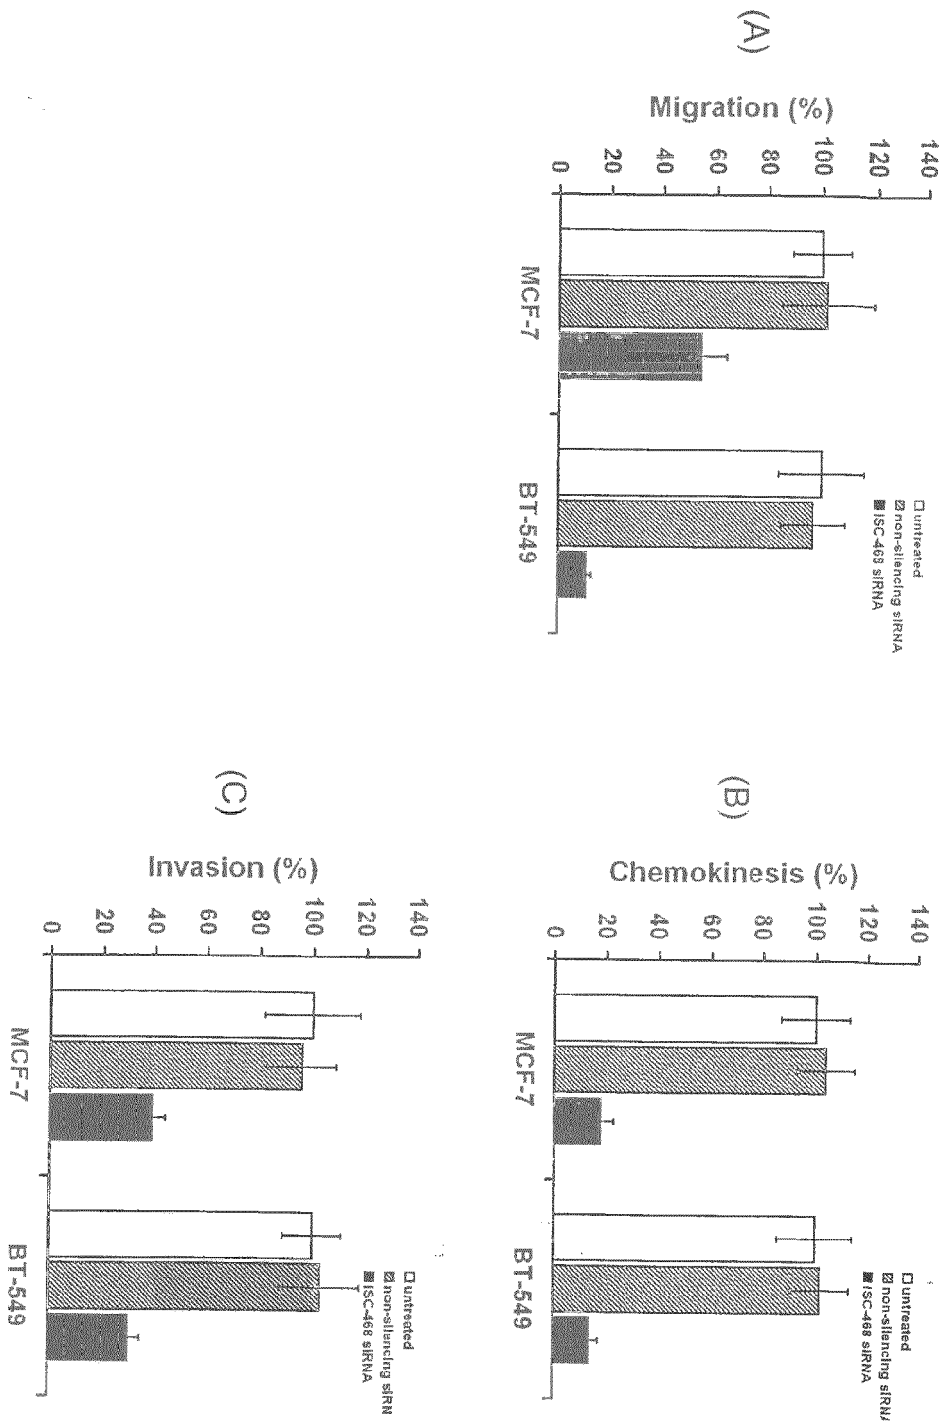 (A)
Migration (%)
140
120
100
80
60
40
20
0
MCF-7
BT-549
untreated
non-silencing siRNA
ISC-468 siRNA
(B)
Chemokinesis (%)
140
120
100
80
60
40
20
0
MCF-7
BT-549
untreated
non-silencing siRNA
ISC-468 siRNA
(C)
Invasion (%)
140
120
100
80
60
40
20
0
MCF-7
BT-549
untreated
non-silencing siRN
ISC-468 siRNA